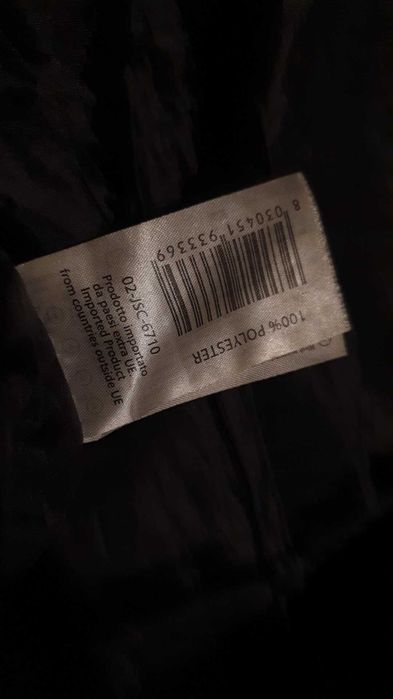 8 030451 933369
100% POLYESTER
02-JSC-6710
Prodotto importato
da paesi extra UE
Imported Product
from countries outside UE